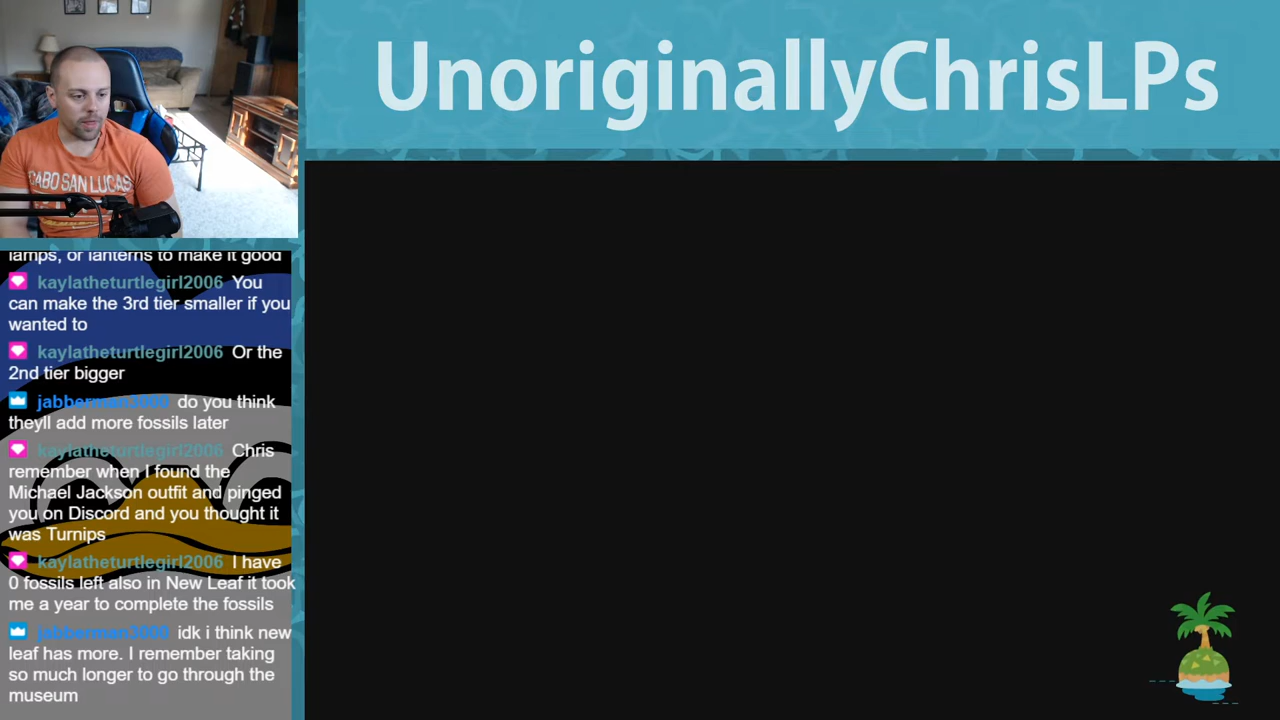 UnoriginallyChrisLPs
CABO SAN LUCAS
lamps, or lanterns to make it good
kaylatheturtlegirl2006 You
can make the 3rd tier smaller if you
wanted to
kaylatheturtlegirl2006 Or the
2nd tier bigger
jabberman3000 do you think
theyll add more fossils later
kaylatheturtlegirl2006 Chris
remember when I found the
Michael Jackson outfit and pinged
you on Discord and you thought it
was Turnips
kaylatheturtlegirl2006 I have
0 fossils left also in New Leaf it took
me a year to complete the fossils
jabberman3000 idk i think new
leaf has more. I remember taking
so much longer to go through the
museum